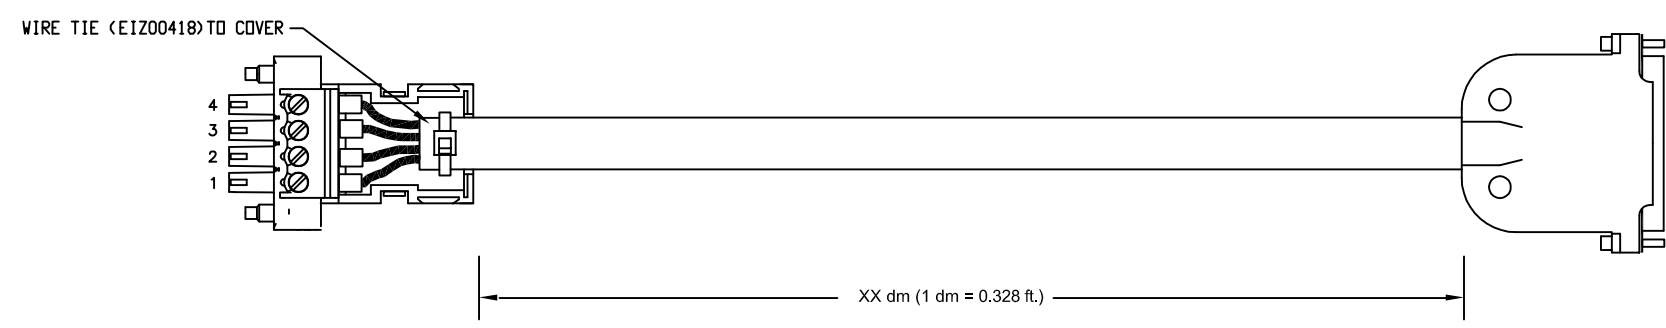 WIRE TIE (EIZ00418)TO COVER
4
3
2
1
XX dm (1 dm = 0.328 ft.)